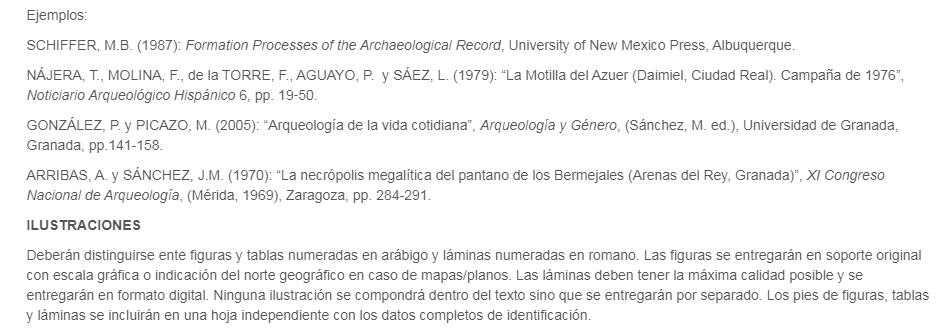 Ejemplos:
SCHIFFER, M.B. (1987): Formation Processes of the Archaeological Record, University of New Mexico Press, Albuquerque.
NÁJERA, T., MOLINA, F., de la TORRE, F., AGUAYO, P. y SÁEZ, L. (1979): “La Motilla del Azuer (Daimiel, Ciudad Real). Campaña de 1976”,
Noticiario Arqueológico Hispánico 6, pp. 19-50.
GONZÁLEZ, P. y PICAZO, M. (2005): “Arqueología de la vida cotidiana”, Arqueología y Género, (Sánchez, M. ed.), Universidad de Granada,
Granada, pp.141-158.
ARRIBAS, A. y SÁNCHEZ, J.M. (1970): “La necrópolis megalítica del pantano de los Bermejales (Arenas del Rey, Granada)”, XI Congreso
Nacional de Arqueología, (Mérida, 1969), Zaragoza, pp. 284-291.
ILUSTRACIONES
Deberán distinguirse ente figuras y tablas numeradas en arábigo y láminas numeradas en romano. Las figuras se entregarán en soporte original
con escala gráfica o indicación del norte geográfico en caso de mapas/planos. Las láminas deben tener la máxima calidad posible y se
entregarán en formato digital. Ninguna ilustración se compondrá dentro del texto sino que se entregarán por separado. Los pies de figuras, tablas
y láminas se incluirán en una hoja independiente con los datos completos de identificación.